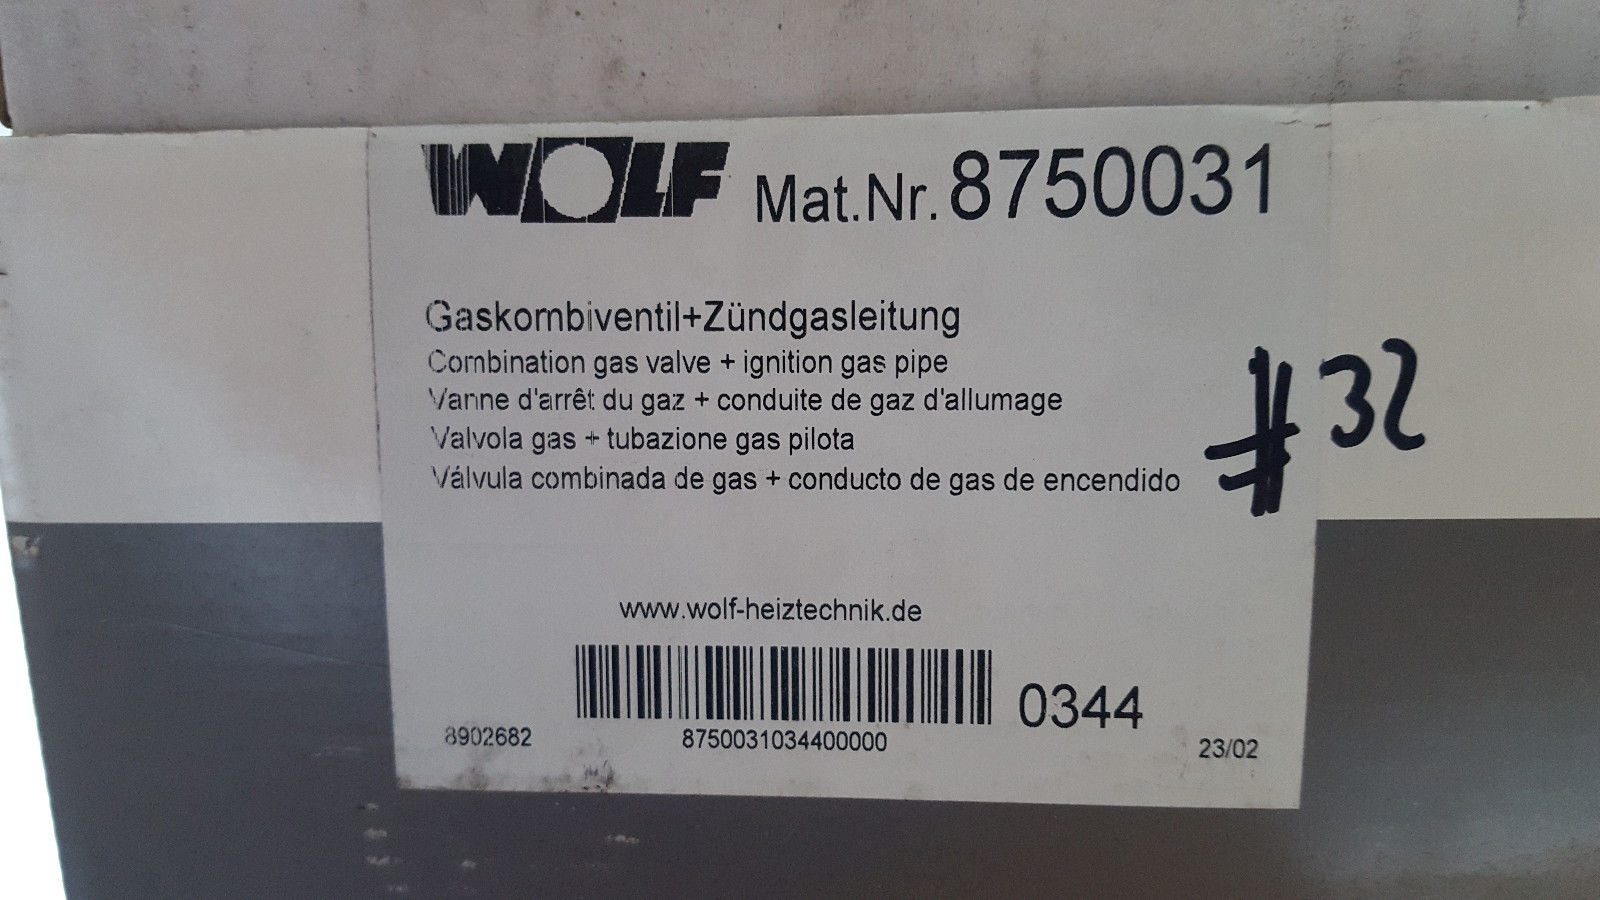 WOLF Mat.Nr. 8750031
Gaskombiventil+Zündgasleitung
Combination gas valve + ignition gas pipe
Vanne d'arrêt du gaz + conduite de gaz d'allumage
Valvola gas + tubazione gas pilota
Válvula combinada de gas + conducto de gas de encendido
#32
www.wolf-heiztechnik.de
0344
8902682
8750031034400000
23/02